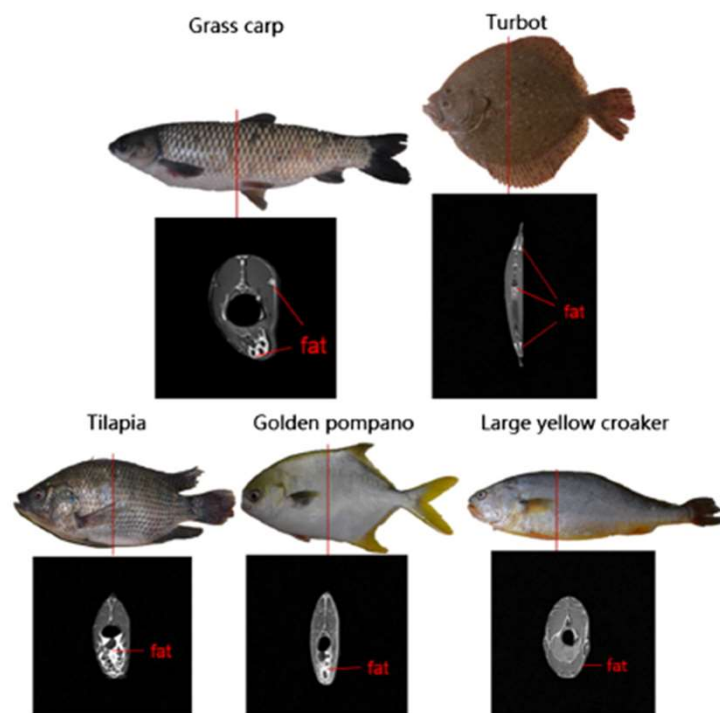 Grass carp
Turbot
fat
fat
Tilapia
Golden pompano
Large yellow croaker
fat
fat
fat